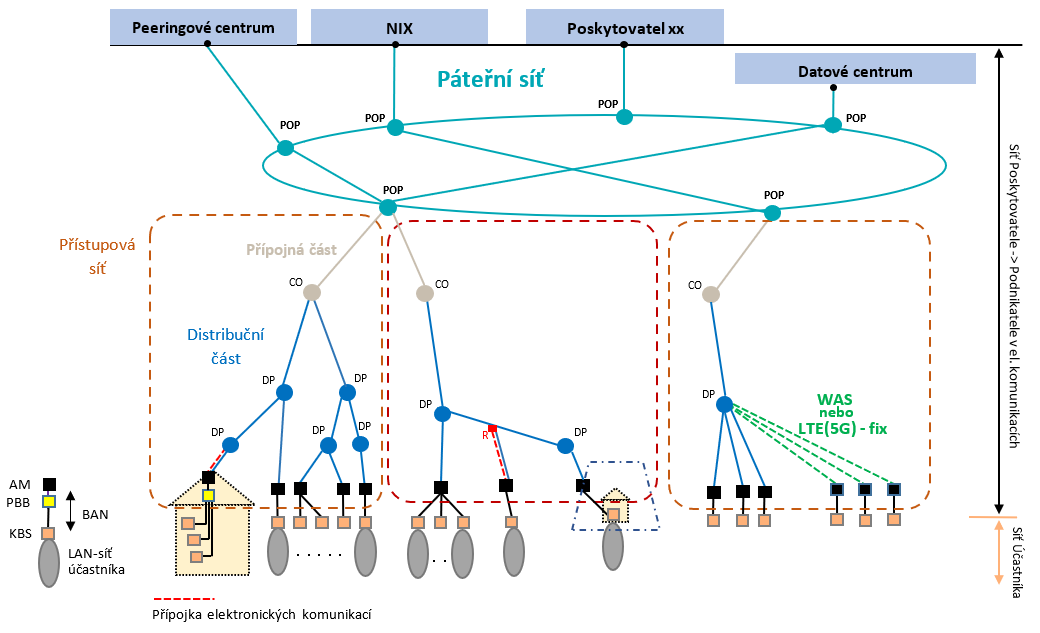 Peeringové centrum
NIX
Poskytovatel xx
Datové centrum
Páteřní síť
POP
POP
POP
POP
POP
POP
Přístupová
síť
Přípojná část
CO
CO
CO
Distribuční
část
DP
DP
DP
DP
DP
DP
DP
DP
R
WAS
nebo
LTE(5G) - fix
AM
PBB
BAN
KBS
LAN-síť
účastníka
. . . . .
. .
Přípojka elektronických komunikací
Síť Poskytovatele -> Podnikatele v el. komunikacích
Síť Účastníka